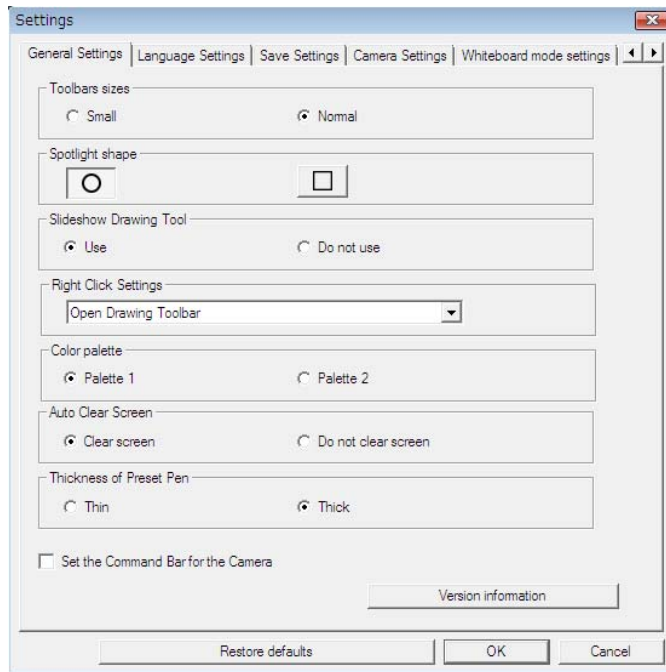 Settings
General Settings Language Settings Save Settings Camera Settings Whiteboard mode settings
Toolbars sizes
Small Normal
Spotlight shape
Slideshow Drawing Tool
Use Do not use
Right Click Settings
Open Drawing Toolbar
Color palette
Palette 1 Palette 2
Auto Clear Screen
Clear screen Do not clear screen
Thickness of Preset Pen
Thin Thick
Set the Command Bar for the Camera
Version information
Restore defaults OK Cancel